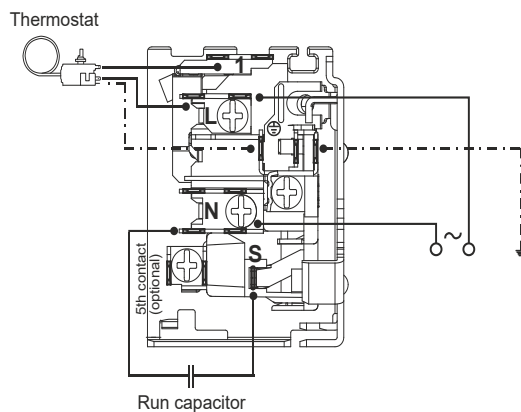 Thermostat
1
L
N
~
S
5th contact
(optional)
Run capacitor